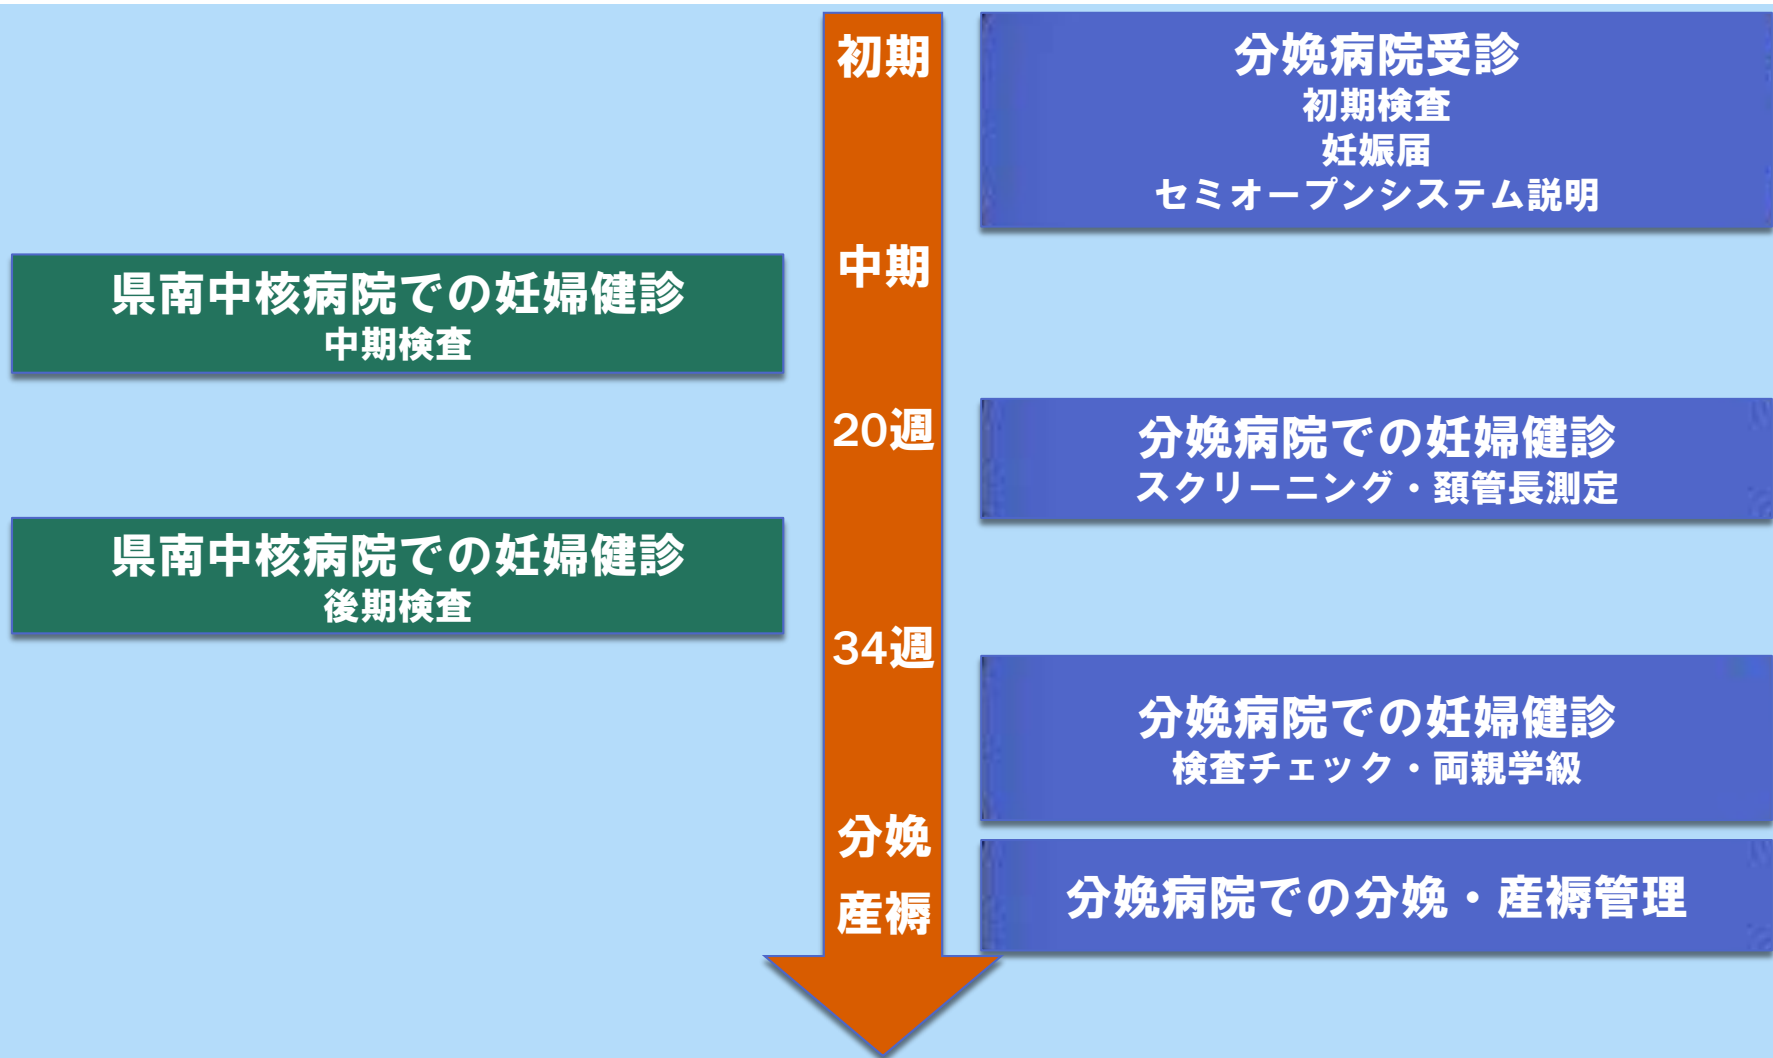 初期
分娩病院受診
初期検査
妊娠届
セミオープンシステム説明
中期
県南中核病院での妊婦健診
中期検査
20週
分娩病院での妊婦健診
スクリーニング・頚管長測定
県南中核病院での妊婦健診
後期検査
34週
分娩病院での妊婦健診
検査チェック・両親学級
分娩
産褥
分娩病院での分娩・産褥管理